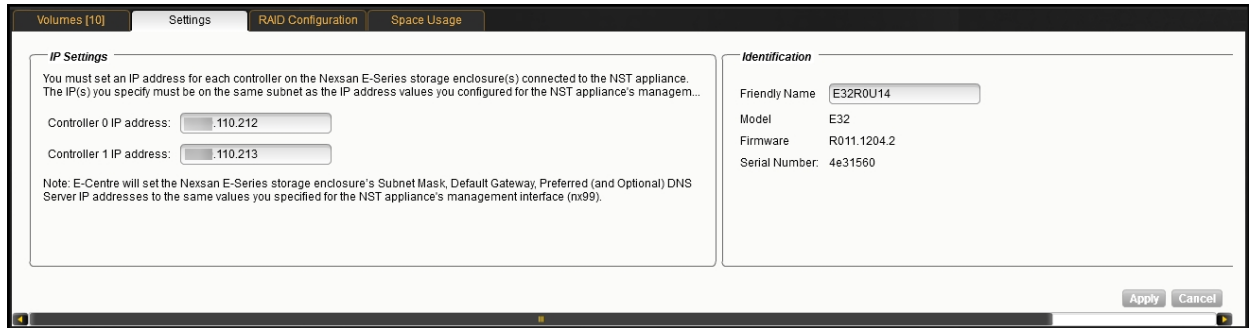 Volumes [10]
Settings
RAID Configuration
Space Usage
IP Settings
You must set an IP address for each controller on the Nexsan E-Series storage enclosure(s) connected to the NST appliance.
The IP(s) you specify must be on the same subnet as the IP address values you configured for the NST appliance's managem...
Controller 0 IP address: .110.212
Controller 1 IP address: .110.213
Note: E-Centre will set the Nexsan E-Series storage enclosure's Subnet Mask, Default Gateway, Preferred (and Optional) DNS
Server IP addresses to the same values you specified for the NST appliance's management interface (nx99).
Identification
Friendly Name E32R0U14
Model E32
Firmware R011.1204.2
Serial Number: 4e31560
Apply
Cancel